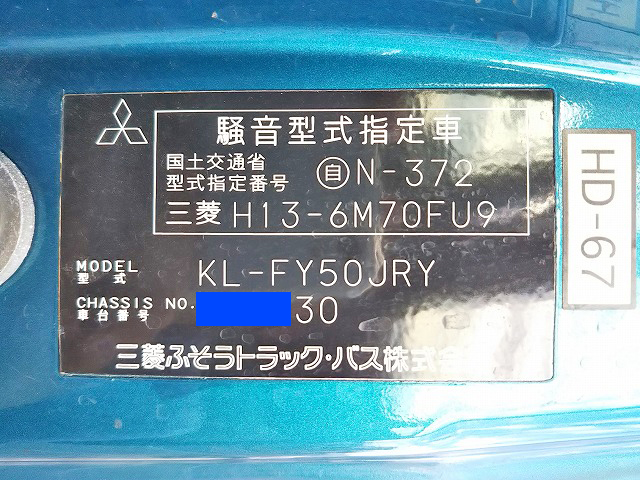 騒音型式指定車
国土交通省
型式指定番号 自N-372
三菱 H13-6M70FU9
MODEL
型式 KL-FY50JRY
CHASSIS NO.
車台番号 30
三菱ふそうトラック・バス株式会
HD-67